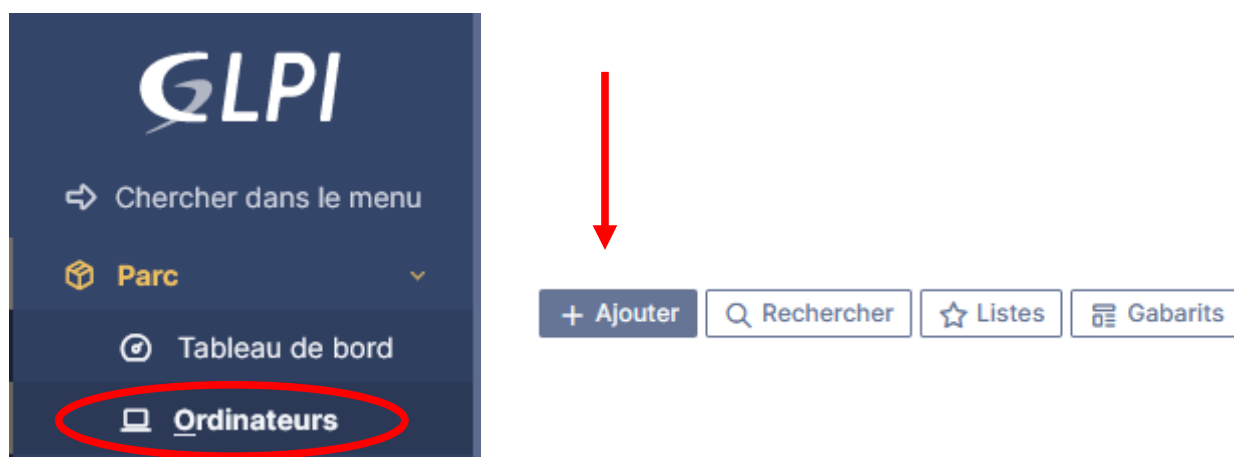 GLPI
Chercher dans le menu
Parc
Tableau de bord
Ordinateurs
+ Ajouter
Rechercher
Listes
Gabarits